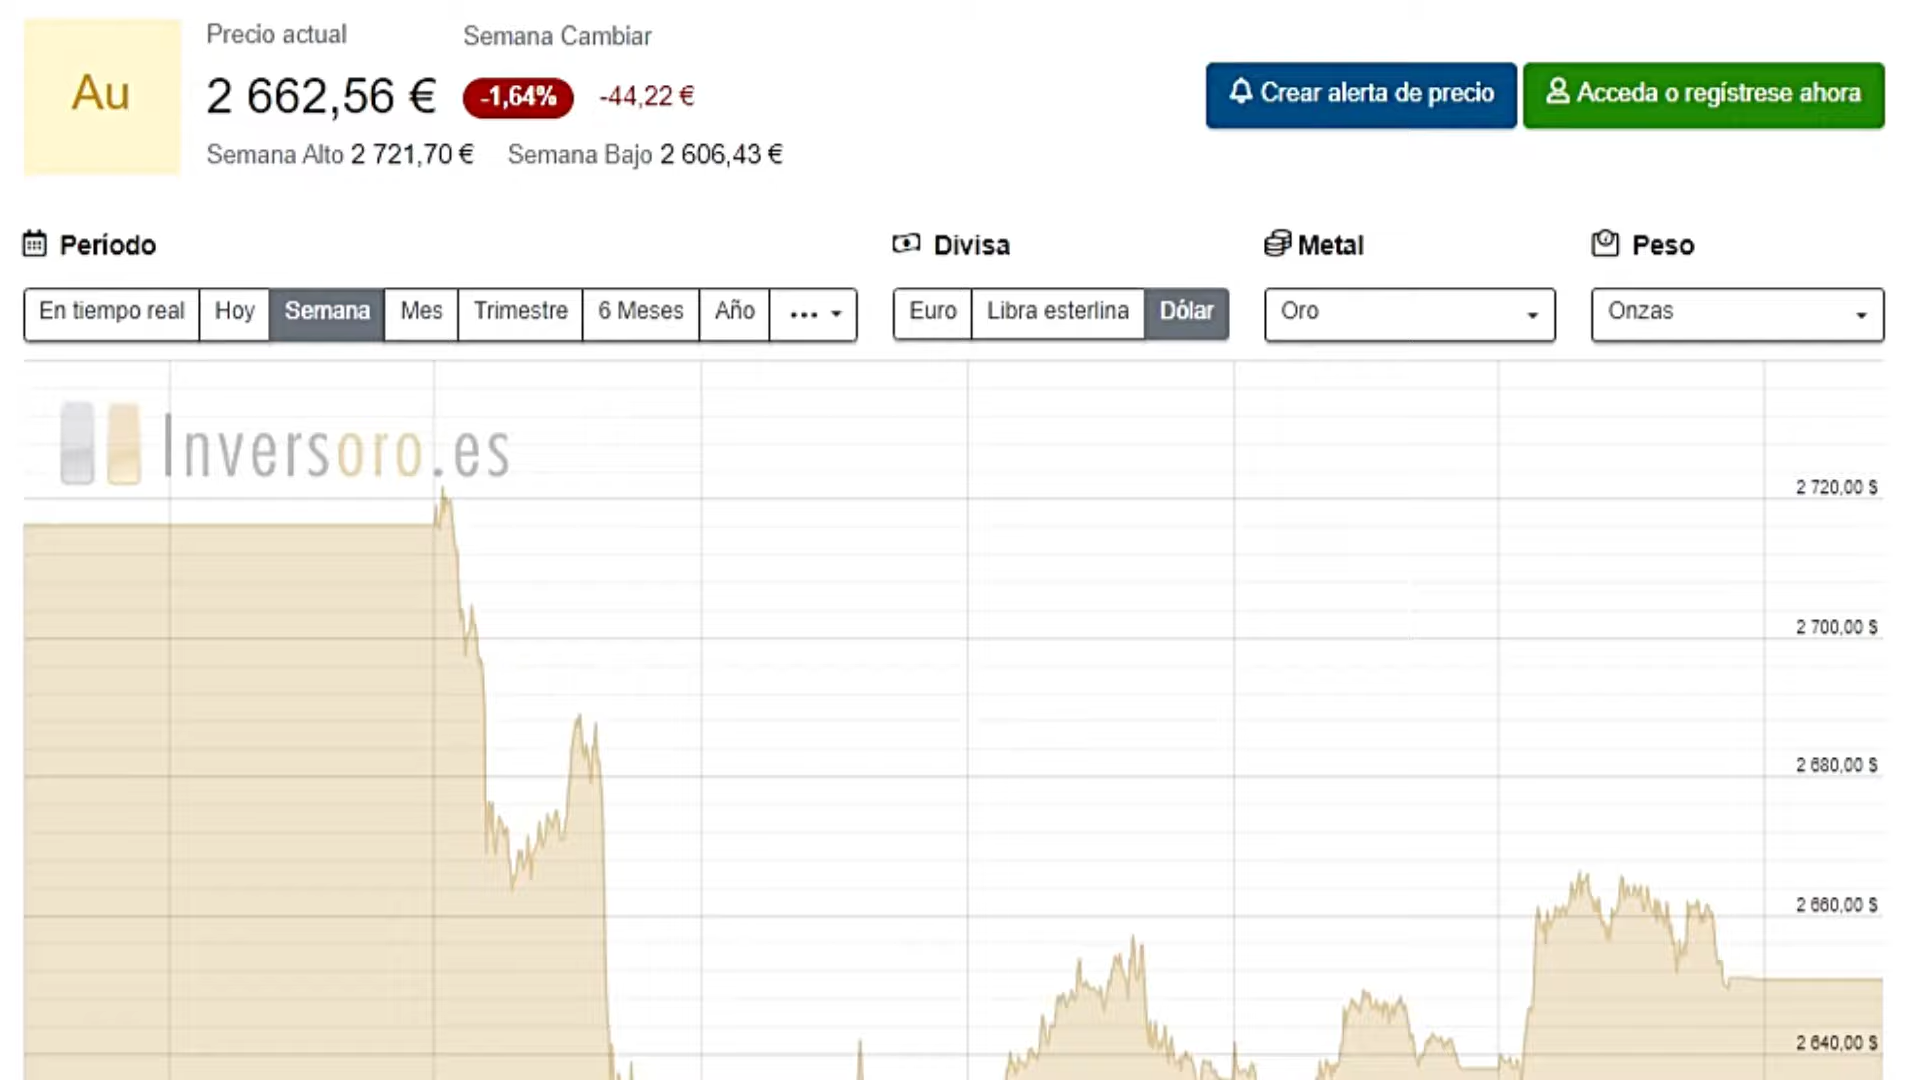 Au
Precio actual
Semana Cambiar
2 662,56 €
-1,64%
-44,22 €
Semana Alto 2 721,70 €
Semana Bajo 2 606,43 €
Crear alerta de precio
Acceda o regístrese ahora
Período
Divisa
Metal
Peso
En tiempo real
Hoy
Semana
Mes
Trimestre
6 Meses
Año
...
Euro
Libra esterlina
Dólar
Oro
Onzas
Inversoro.es
2 720,00 $
2 700,00 $
2 680,00 $
2 660,00 $
2 640,00 $